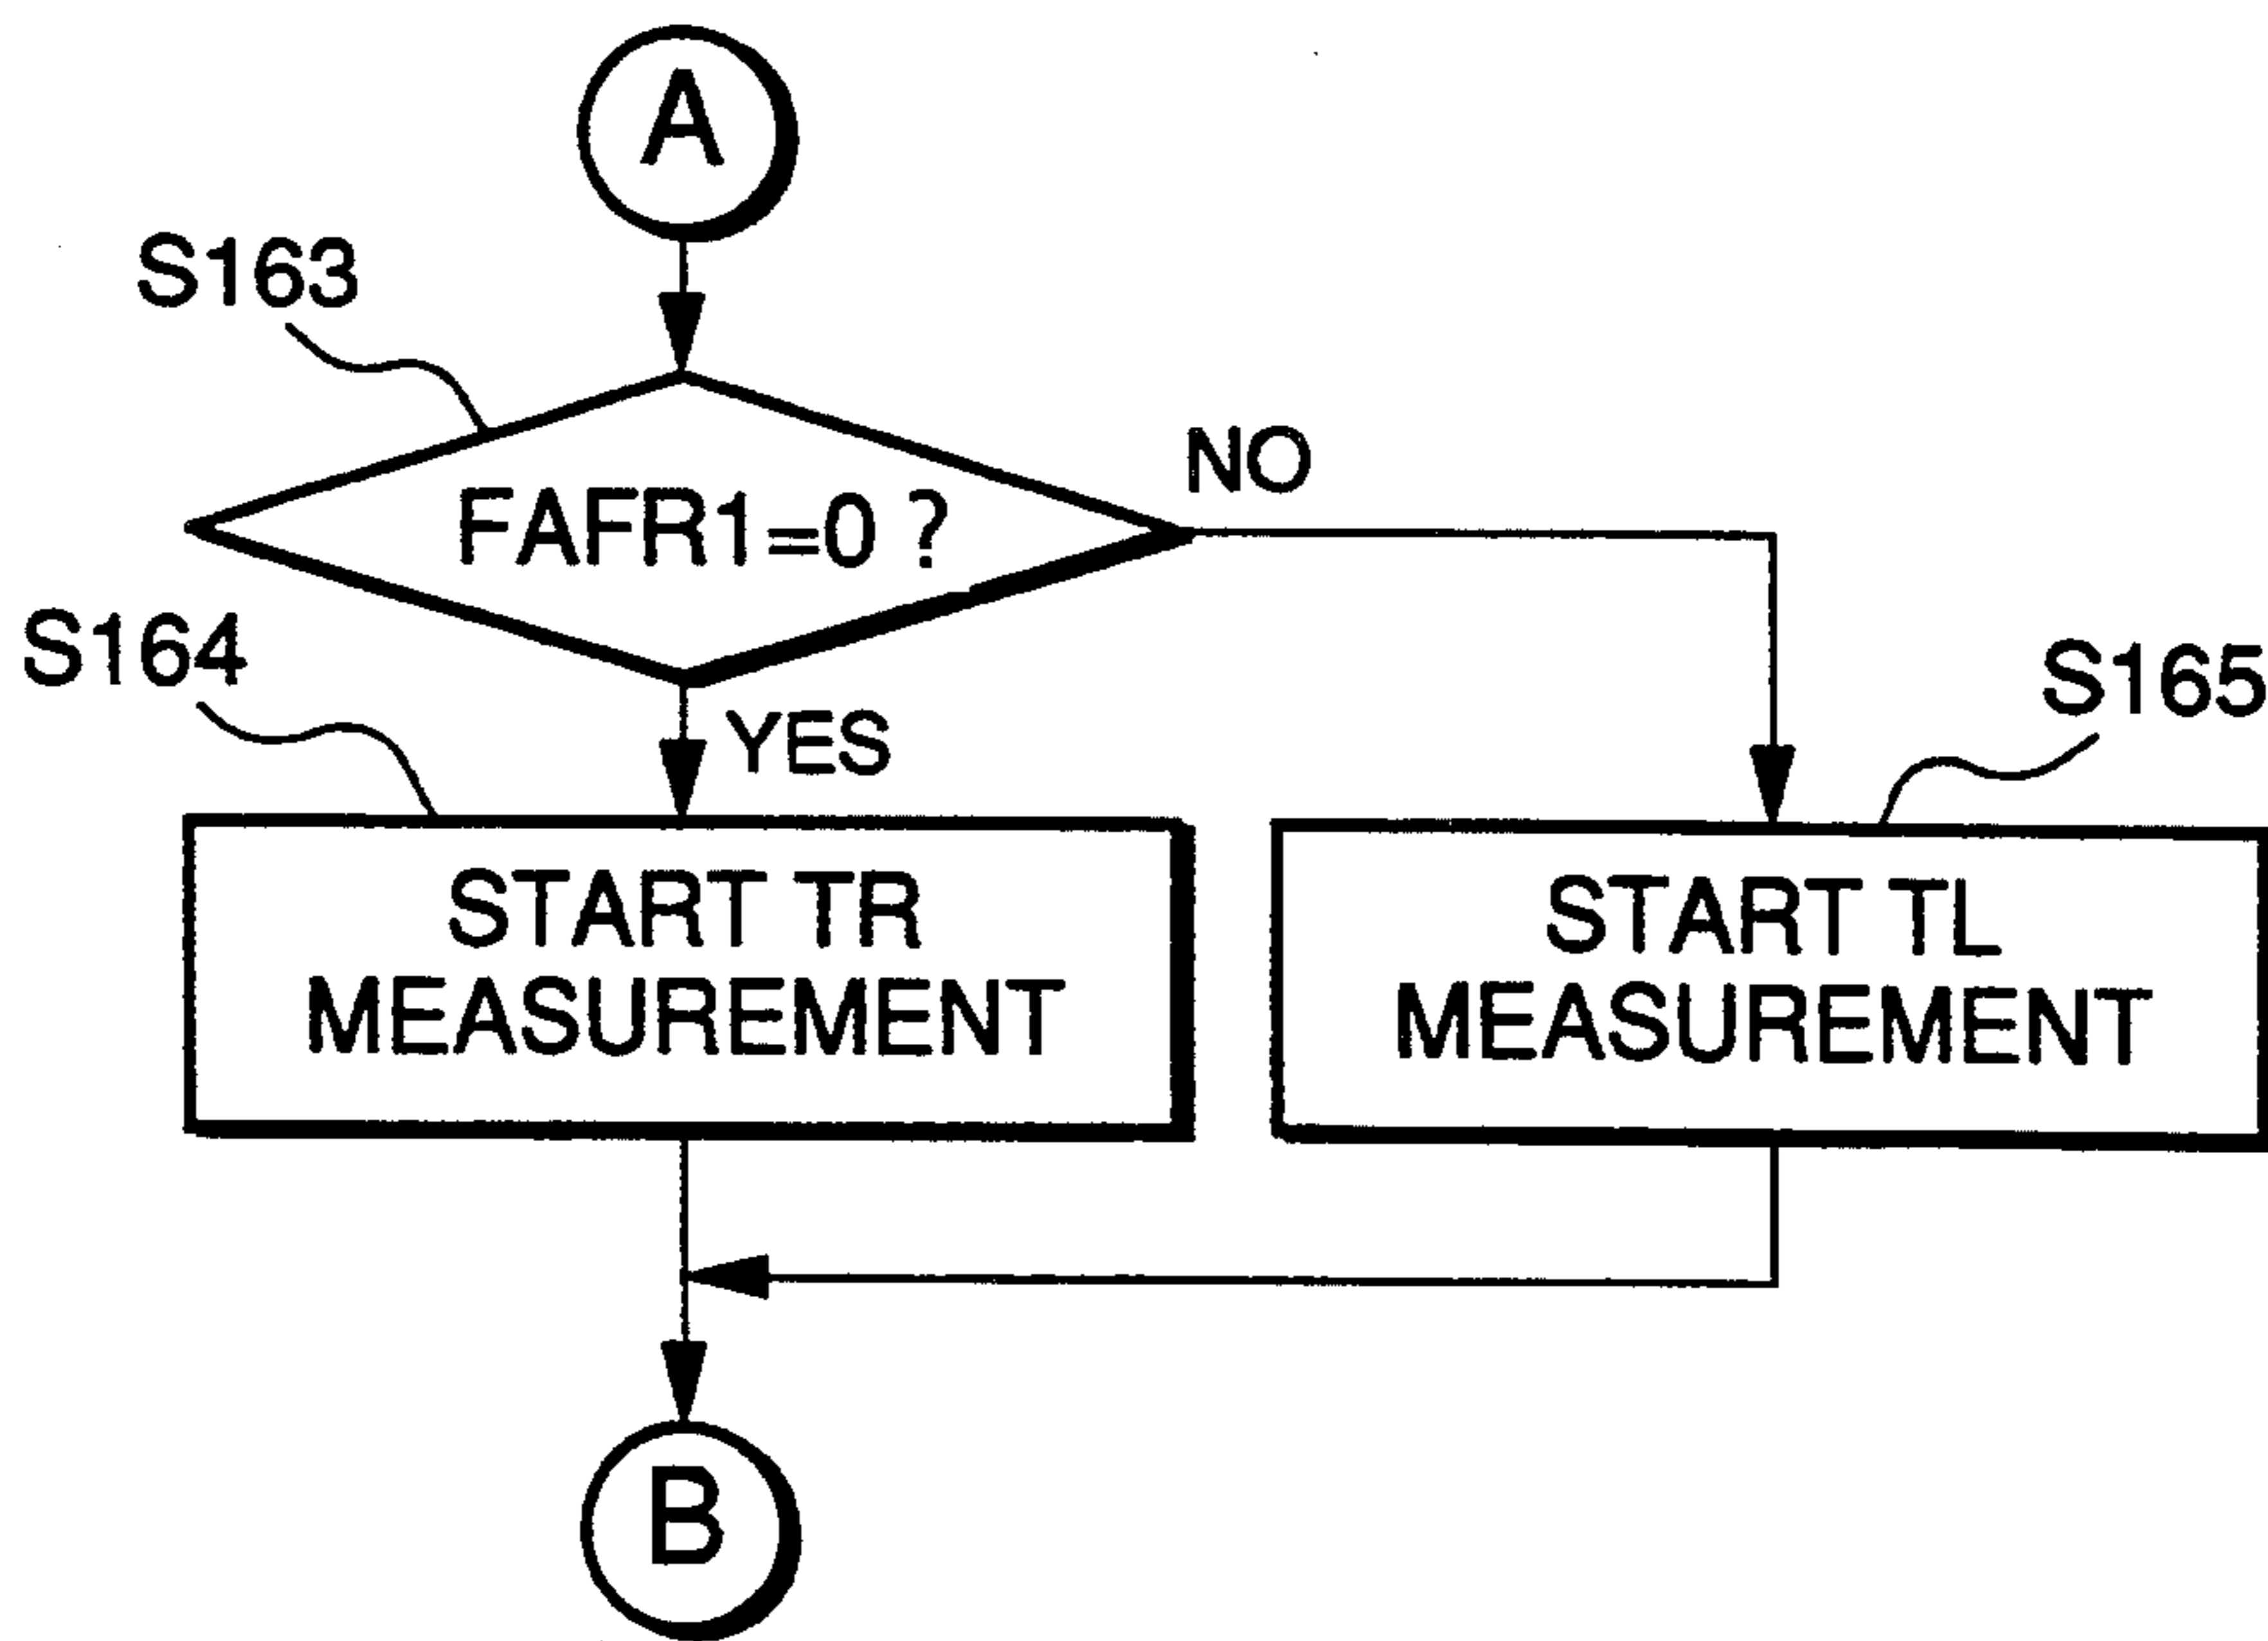 A
S163
FAFR1=0 ?
NO
S164
YES
S165
START TR
MEASUREMENT
START TL
MEASUREMENT
B